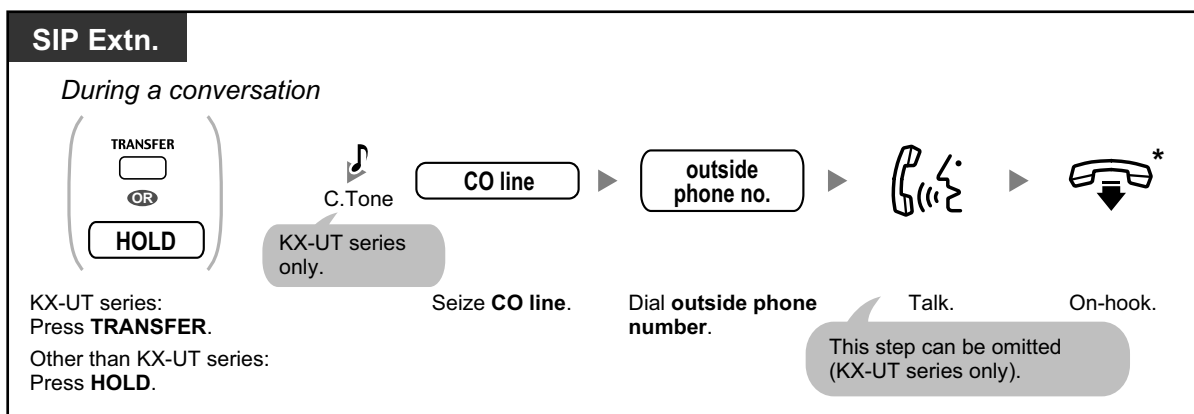 SIP Extn.
During a conversation
TRANSFER
OR
HOLD
C.Tone
KX-UT series
only.
CO line
outside
phone no.
*
KX-UT series:
Press TRANSFER.
Other than KX-UT series:
Press HOLD.
Seize CO line.
Dial outside phone
number.
Talk.
This step can be omitted
(KX-UT series only).
On-hook.